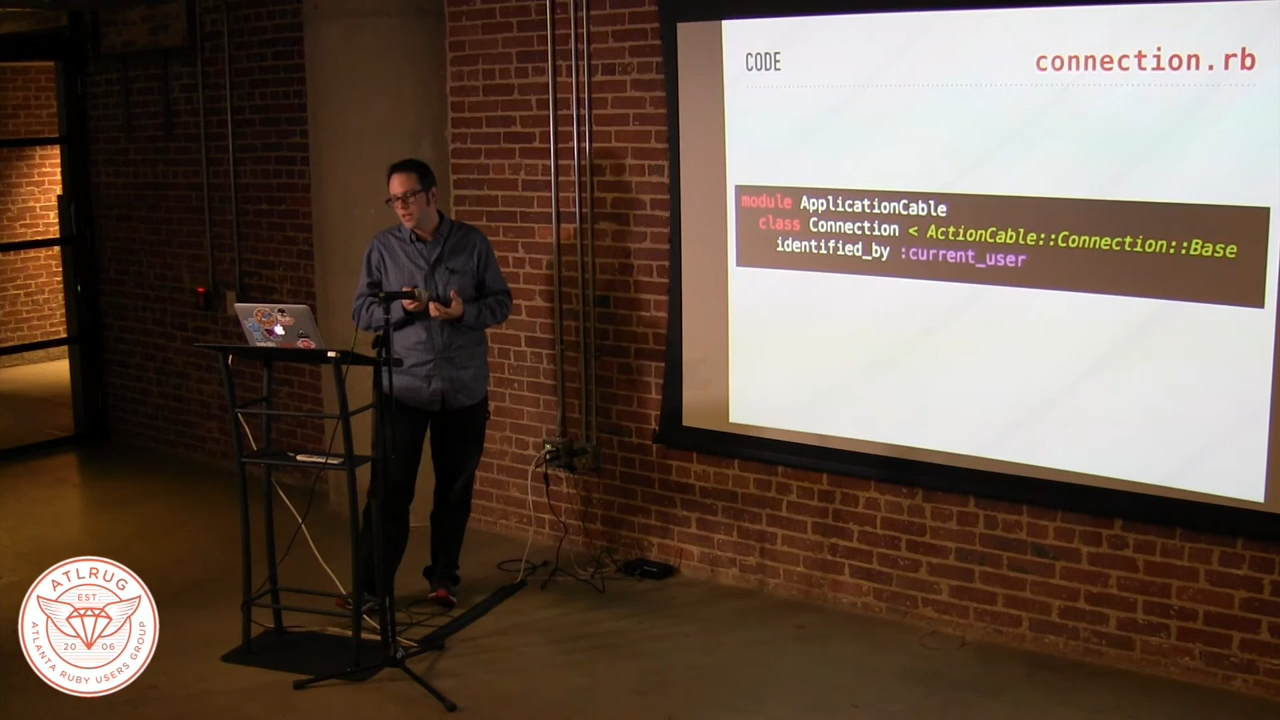 CODE
connection.rb
module ApplicationCable
class Connection < ActionCable::Connection::Base
identified_by :current_user
ATLRUG
EST.
20 06
ATLANTA RUBY USERS GROUP